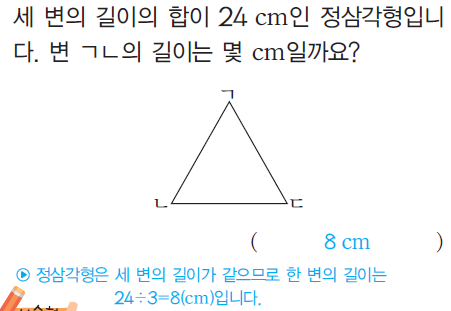 세 변의 길이의 합이 24 cm인 정삼각형입니
다. 변 ㄱㄴ의 길이는 몇 cm일까요?
ㄱ
ㄴ
ㄷ
( 8 cm )
정삼각형은 세 변의 길이가 같으므로 한 변의 길이는
24÷3=8(cm)입니다.